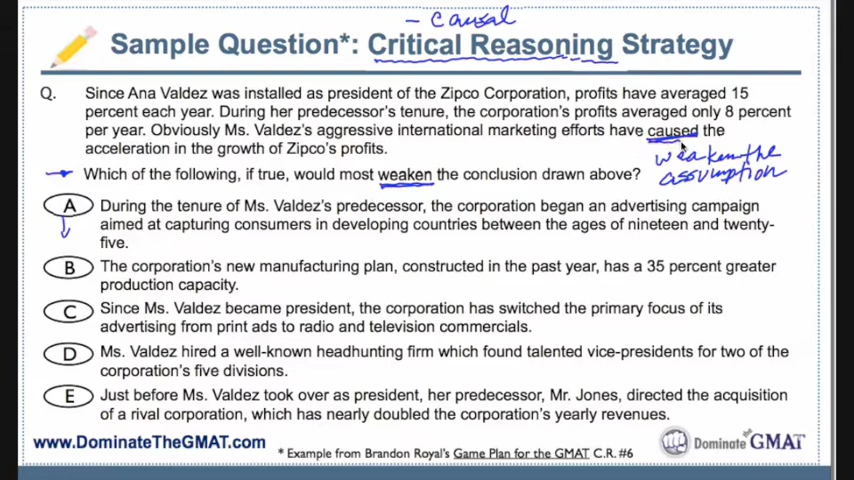 - causal
Sample Question*: Critical Reasoning Strategy
Q. Since Ana Valdez was installed as president of the Zipco Corporation, profits have averaged 15
percent each year. During her predecessor's tenure, the corporation's profits averaged only 8 percent
per year. Obviously Ms. Valdez's aggressive international marketing efforts have caused the
acceleration in the growth of Zipco's profits.
weaken the
assumption
Which of the following, if true, would most weaken the conclusion drawn above?
A During the tenure of Ms. Valdez's predecessor, the corporation began an advertising campaign
aimed at capturing consumers in developing countries between the ages of nineteen and twenty-
five.
B The corporation's new manufacturing plan, constructed in the past year, has a 35 percent greater
production capacity.
C Since Ms. Valdez became president, the corporation has switched the primary focus of its
advertising from print ads to radio and television commercials.
D Ms. Valdez hired a well-known headhunting firm which found talented vice-presidents for two of the
corporation's five divisions.
E Just before Ms. Valdez took over as president, her predecessor, Mr. Jones, directed the acquisition
of a rival corporation, which has nearly doubled the corporation's yearly revenues.
www.DominateTheGMAT.com
* Example from Brandon Royal's Game Plan for the GMAT C.R. #6
Dominate the GMAT